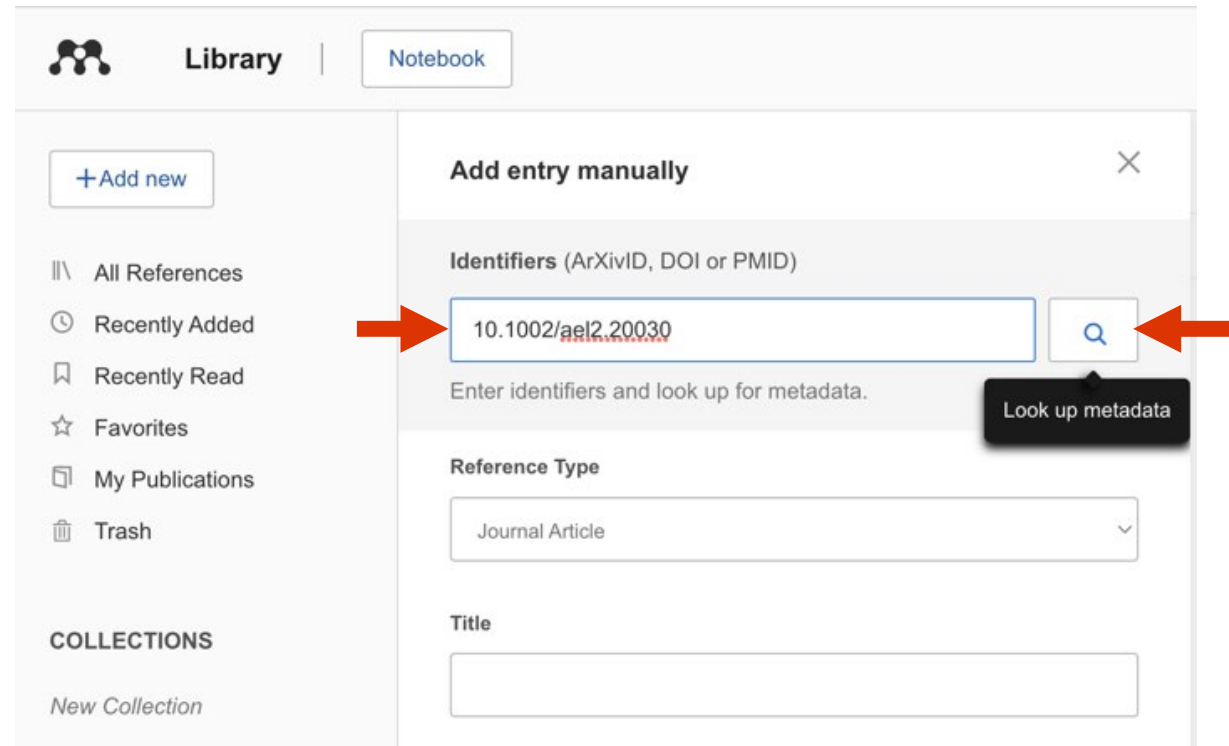 Library
Notebook
+Add new
All References
Recently Added
Recently Read
Favorites
My Publications
Trash
COLLECTIONS
New Collection
Add entry manually
Identifiers (ArXivID, DOI or PMID)
10.1002/ael2.20030
Enter identifiers and look up for metadata.
Look up metadata
Reference Type
Journal Article
Title